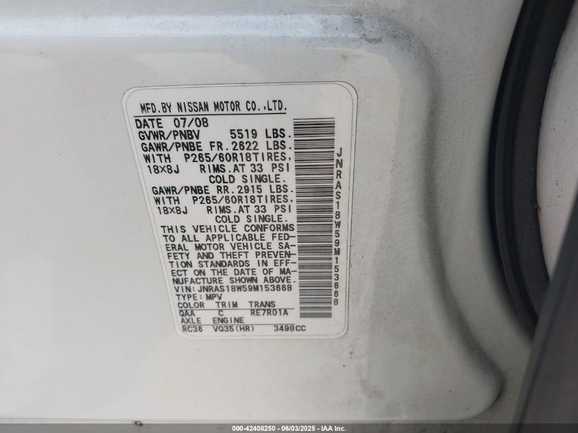 MFD.BY NISSAN MOTOR CO.,LTD.
DATE 07/08
GVWR/PNBV 5519 LBS.
GAWR/PNBE FR.2622 LBS.
WITH P265/60R18TIRES,
18X8J RIMS.AT 33 PSI
COLD SINGLE.
GAWR/PNBE RR.2915 LBS.
WITH P265/60R18TIRES,
18X8J RIMS.AT 33 PSI
COLD SINGLE.
THIS VEHICLE CONFORMS
TO ALL APPLICABLE FED-
ERAL MOTOR VEHICLE SA-
FETY AND THEFT PREVEN-
TION STANDARDS IN EFF-
ECT ON THE DATE OF MA-
NUFACTURE SHOWN ABOVE.
VIN:JNRAS18W59M153868
TYPE:MPV
COLOR TRIM TRANS
QAA C RE7R01A
AXLE ENGINE
RC38 VQ35(HR) 3498CC
JNRAS18W59M153868
000-42408250 - 06/03/2025 - IAA Inc.